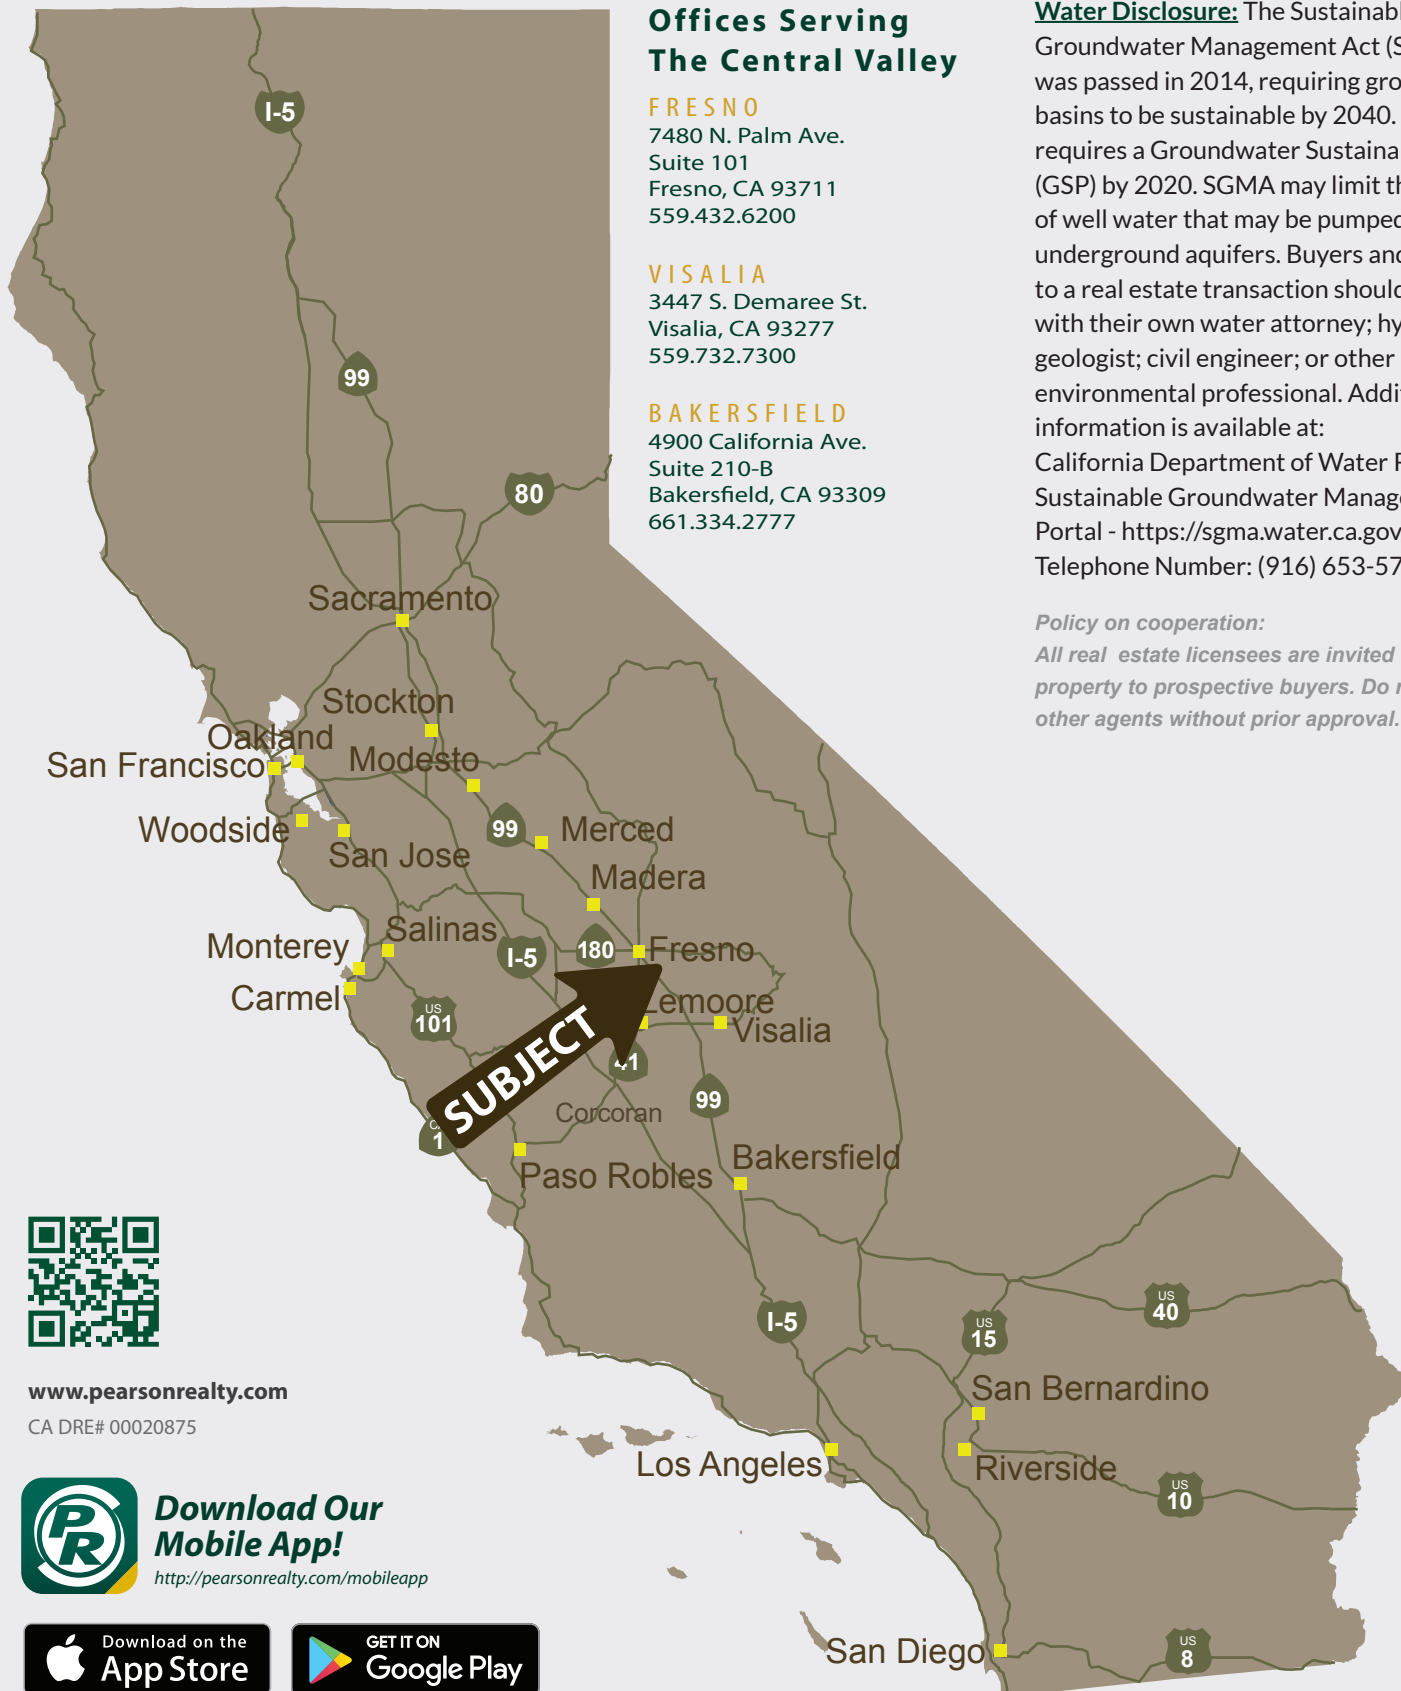 Offices Serving
The Central Valley
FRESNO
7480 N. Palm Ave.
Suite 101
Fresno, CA 93711
559.432.6200
VISALIA
3447 S. Demaree St.
Visalia, CA 93277
559.732.7300
BAKERSFIELD
4900 California Ave.
Suite 210-B
Bakersfield, CA 93309
661.334.2777
Water Disclosure: The
Groundwater Management Act
was passed in 2014, requiring
basins to be sustainable by 2040.
requires a Groundwater
(GSP) by 2020. SGMA may limit
of well water that may be pumped
underground aquifers. Buyers
to a real estate transaction should
with their own water attorney;
geologist; civil engineer; or other
environmental professional.
information is available at:
California Department of Water
Sustainable Groundwater
Portal - https://sgma.water.ca.gov
Telephone Number: (916) 653-57
Policy on cooperation:
All real estate licensees are invited
property to prospective buyers. Do
other agents without prior approval.
I-5
99
80
Sacramento
Stockton
Oakland
San Francisco
Modesto
Woodside
San Jose
99
Merced
Madera
Salinas
Monterey
I-5
180
Fresno
Carmel
US
101
Lemoore
Visalia
SUBJECT
41
99
Corcoran
1
Paso Robles
Bakersfield
I-5
US
40
US
15
San Bernardino
Los Angeles
Riverside
US
10
San Diego
US
8
www.pearsonrealty.com
CA DRE# 00020875
PR
Download Our
Mobile App!
http://pearsonrealty.com/mobileapp
Download on the
App Store
GET IT ON
Google Play